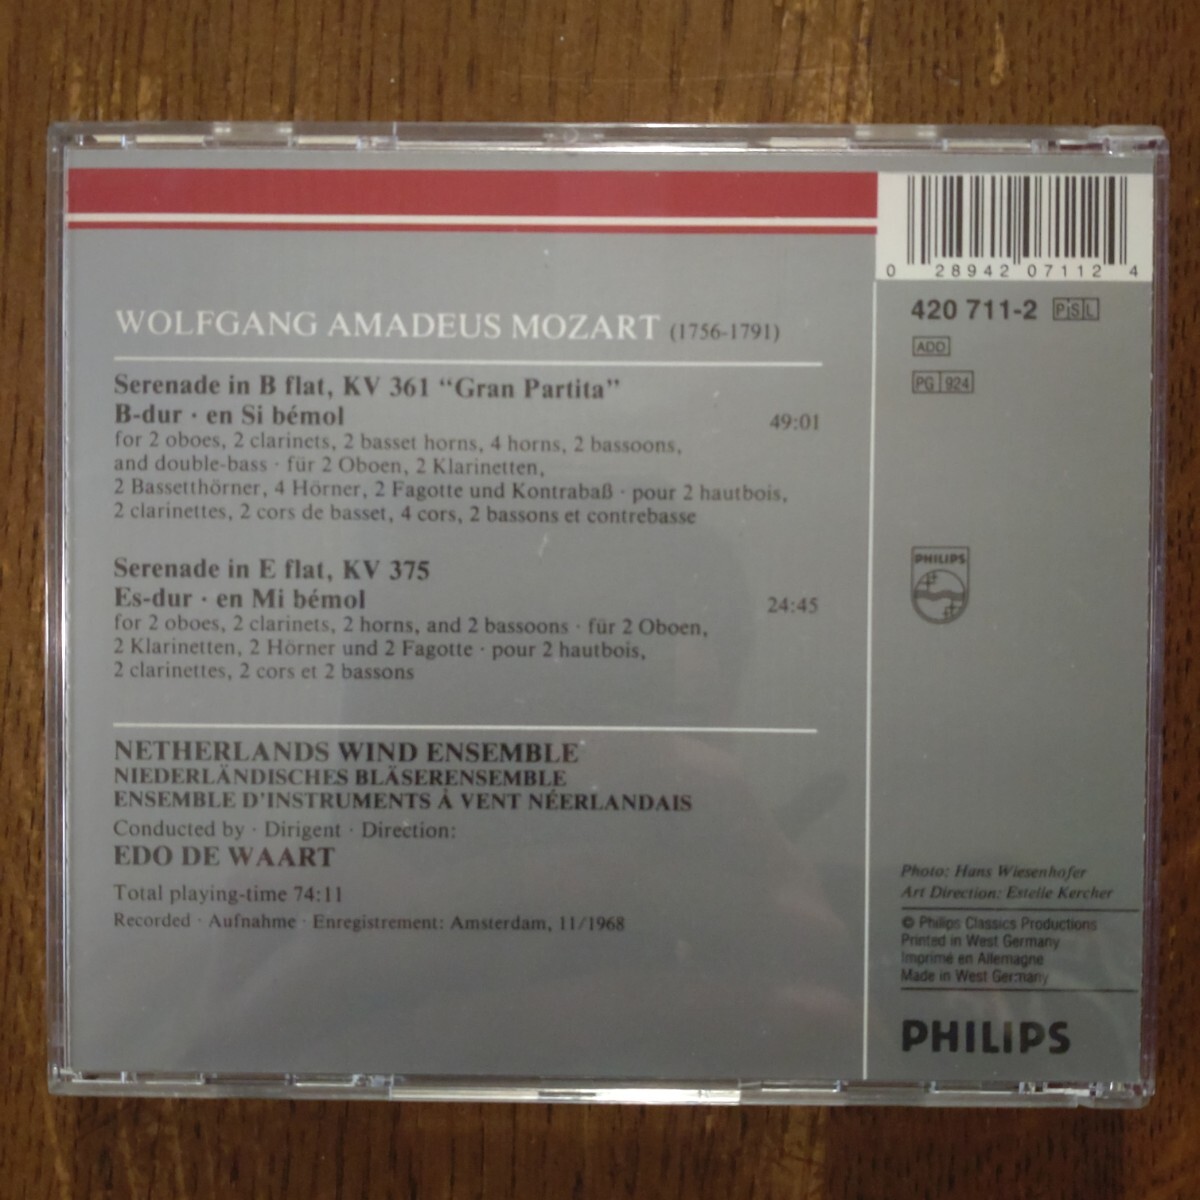 WOLFGANG AMADEUS MOZART (1756-1791)
Serenade in B flat, KV 361 “Gran Partita”
B-dur · en Si bémol
49:01
for 2 oboes, 2 clarinets, 2 basset horns, 4 horns, 2 bassoons,
and double-bass · für 2 Oboen, 2 Klarinetten,
2 Bassetthörner, 4 Hörner, 2 Fagotte und Kontrabaß · pour 2 hautbois,
2 clarinettes, 2 cors de basset, 4 cors, 2 bassons et contrebasse
Serenade in E flat, KV 375
Es-dur · en Mi bémol
24:45
for 2 oboes, 2 clarinets, 2 horns, and 2 bassoons · für 2 Oboen,
2 Klarinetten, 2 Hörner und 2 Fagotte · pour 2 hautbois,
2 clarinettes, 2 cors et 2 bassons
NETHERLANDS WIND ENSEMBLE
NIEDERLÄNDISCHES BLÄSERENSEMBLE
ENSEMBLE D'INSTRUMENTS À VENT NÉERLANDAIS
Conducted by · Dirigent · Direction:
EDO DE WAART
Total playing-time 74:11
Recorded · Aufnahme · Enregistrement: Amsterdam, 11/1968
0 28942 07112 4
420 711-2 P|S|L
ADD
PG 924
PHILIPS
Photo: Hans Wiesenhofer
Art Direction: Estelle Kercher
© Philips Classics Productions
Printed in West Germany
Imprimé en Allemagne
Made in West Germany
PHILIPS